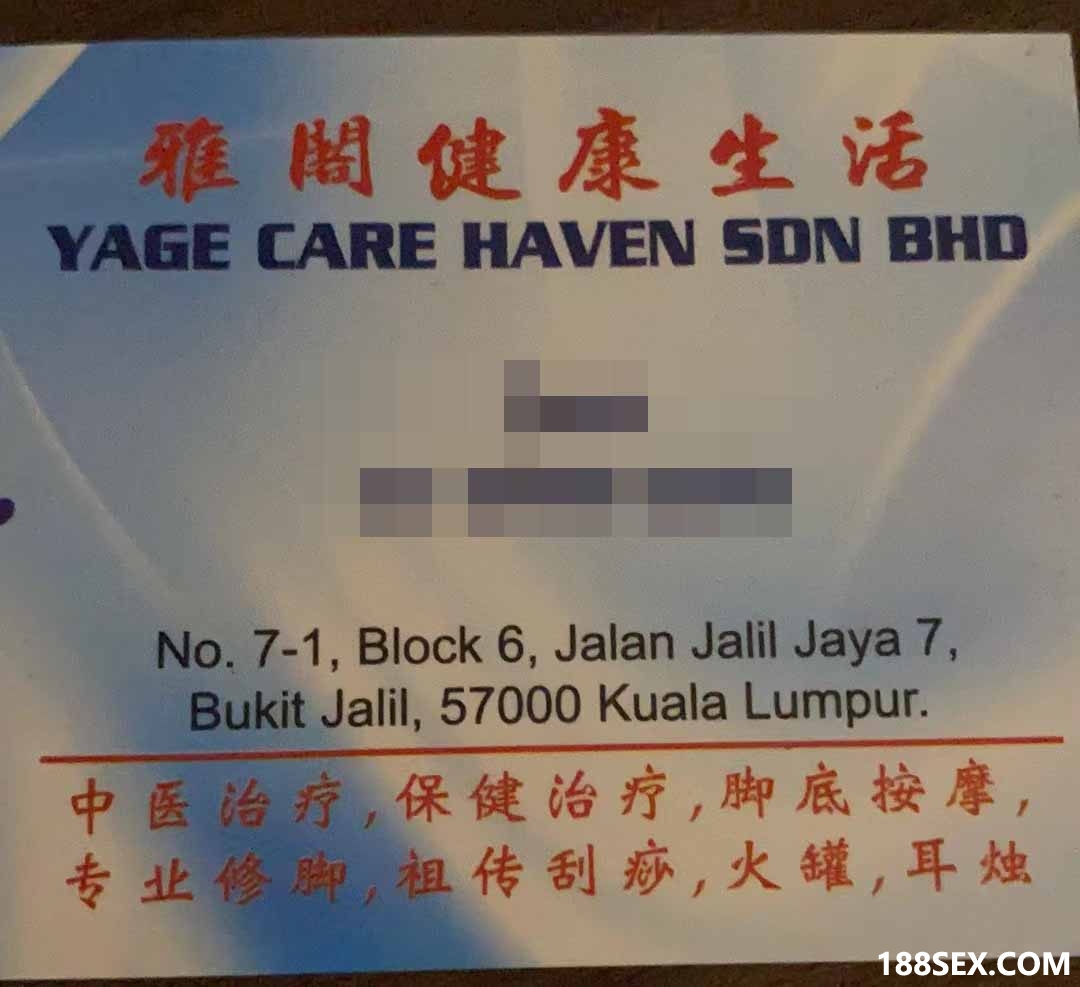 雅閣健康生活
YAGE CARE HAVEN SDN BHD
No. 7-1, Block 6, Jalan Jalil Jaya 7,
Bukit Jalil, 57000 Kuala Lumpur.
中医治疗,保健治疗,脚底按摩,
专业修脚,祖传刮痧,火罐,耳烛
188SEX.COM